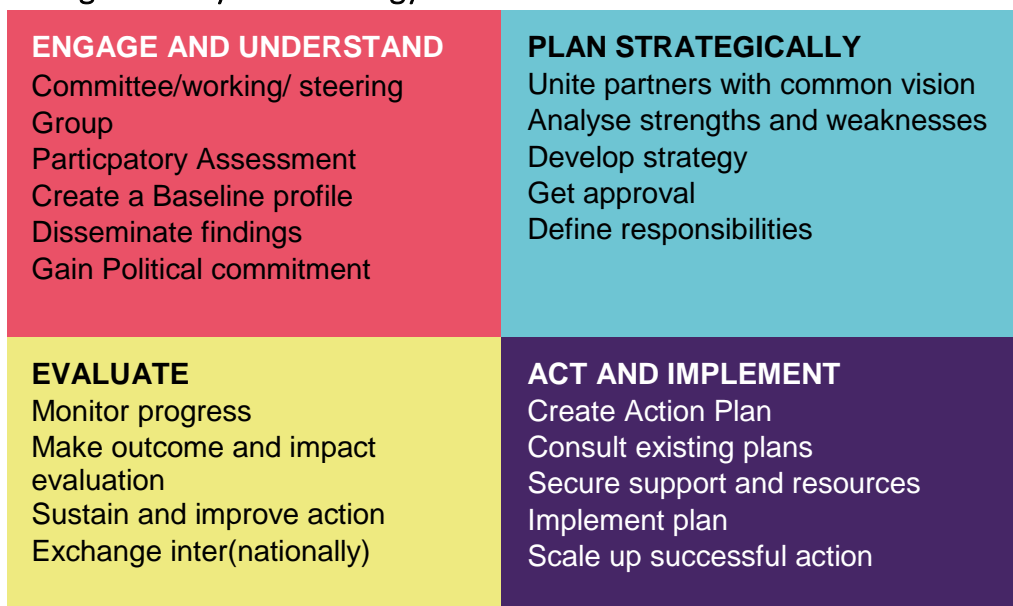 ENGAGE AND UNDERSTAND
Committee/working/ steering
Group
Particpatory Assessment
Create a Baseline profile
Disseminate findings
Gain Political commitment
PLAN STRATEGICALLY
Unite partners with common vision
Analyse strengths and weaknesses
Develop strategy
Get approval
Define responsibilities
EVALUATE
Monitor progress
Make outcome and impact
evaluation
Sustain and improve action
Exchange inter(nationally)
ACT AND IMPLEMENT
Create Action Plan
Consult existing plans
Secure support and resources
Implement plan
Scale up successful action